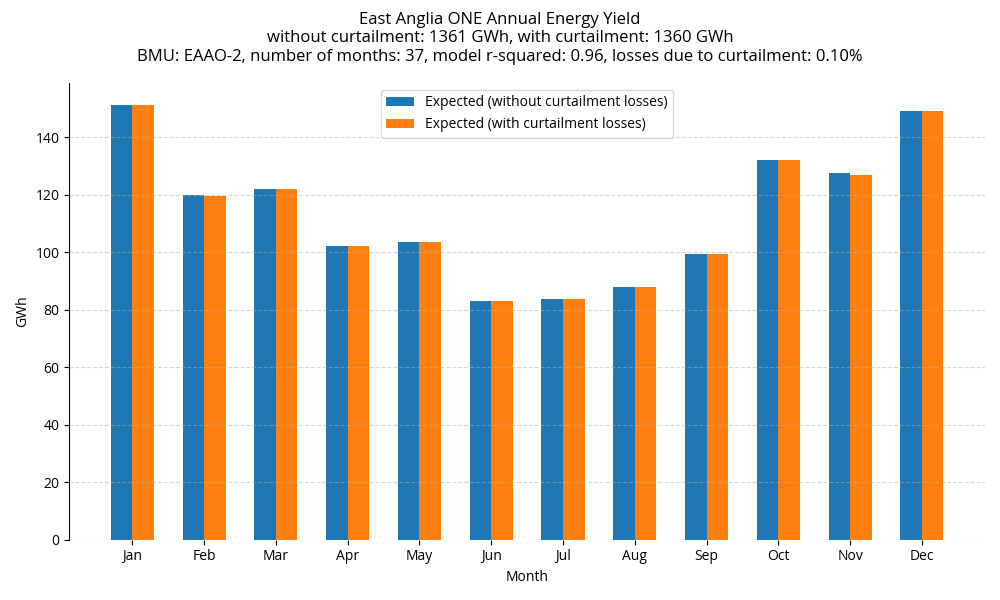 East Anglia ONE Annual Energy Yield
without curtailment: 1361 GWh, with curtailment: 1360 GWh
BMU: EAAO-2, number of months: 37, model r-squared: 0.96, losses due to curtailment: 0.10%
Expected (without curtailment losses)
Expected (with curtailment losses)
GWh
140
120
100
80
60
40
20
0
Jan Feb Mar Apr May Jun Jul Aug Sep Oct Nov Dec
Month